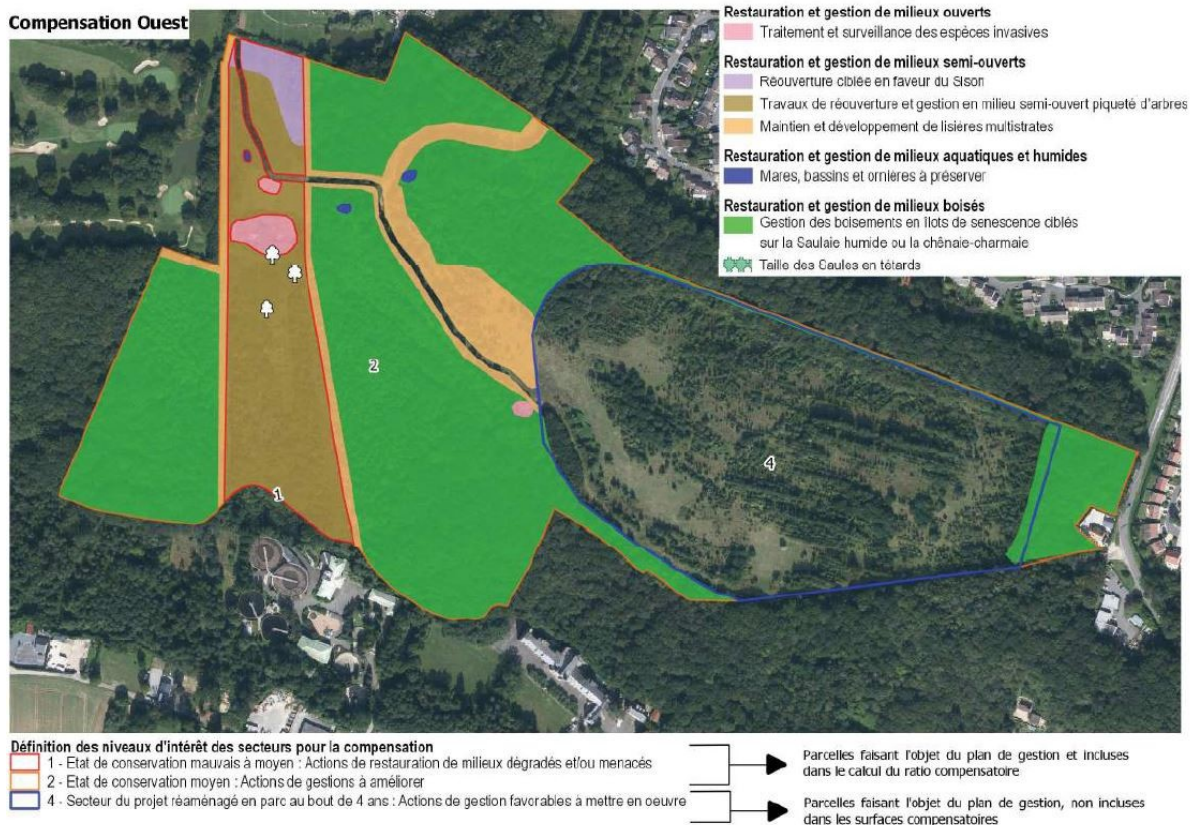 Compensation Ouest
Restauration et gestion de milieux ouverts
Traitement et surveillance des espèces invasives
Restauration et gestion de milieux semi-ouverts
Réouverture ciblée en faveur du Sison
Travaux de réouverture et gestion en milieu semi-ouvert piqueté d'arbres
Maintien et développement de lisières multistrates
Restauration et gestion de milieux aquatiques et humides
Mares, bassins et ornières à préserver
Restauration et gestion de milieux boisés
Gestion des boisements en îlots de senescence ciblés
sur la Saulaie humide ou la chênaie-charmaie
Taille des Saules en tétards
2
4
1
Définition des niveaux d'intérêt des secteurs pour la compensation
1 - Etat de conservation mauvais à moyen : Actions de restauration de milieux dégradés et/ou menacés
2 - Etat de conservation moyen : Actions de gestions à améliorer
4 - Secteur du projet réaménagé en parc au bout de 4 ans : Actions de gestion favorables à mettre en oeuvre
Parcelles faisant l'objet du plan de gestion et incluses
dans le calcul du ratio compensatoire
Parcelles faisant l'objet du plan de gestion, non incluses
dans les surfaces compensatoires